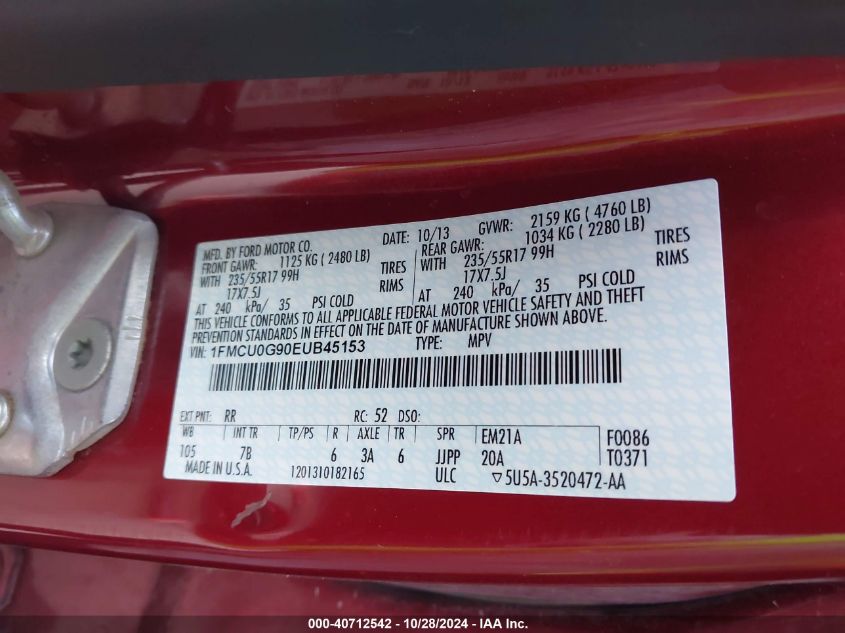 MFD. BY FORD MOTOR CO. DATE: 10/13 GVWR: 2159 KG ( 4760 LB)
FRONT GAWR: 1125 KG ( 2480 LB) REAR GAWR: 1034 KG ( 2280 LB)
WITH 235/55R17 99H TIRES WITH 235/55R17 99H TIRES
17X7.5J RIMS 17X7.5J RIMS
AT 240 kPa/ 35 PSI COLD AT 240 kPa/ 35 PSI COLD
THIS VEHICLE CONFORMS TO ALL APPLICABLE FEDERAL MOTOR VEHICLE SAFETY AND THEFT
PREVENTION STANDARDS IN EFFECT ON THE DATE OF MANUFACTURE SHOWN ABOVE.
VIN: 1FMCU0G90EUB45153 TYPE: MPV
EXT PNT: RR RC: 52 DSO:
WB INT TR TP/PS R AXLE TR SPR EM21A F0086
105 7B 6 3A 6 JJPP 20A T0371
MADE IN U.S.A. 1201310182165 ULC ▽5U5A-3520472-AA
000-40712542 - 10/28/2024 - IAA Inc.